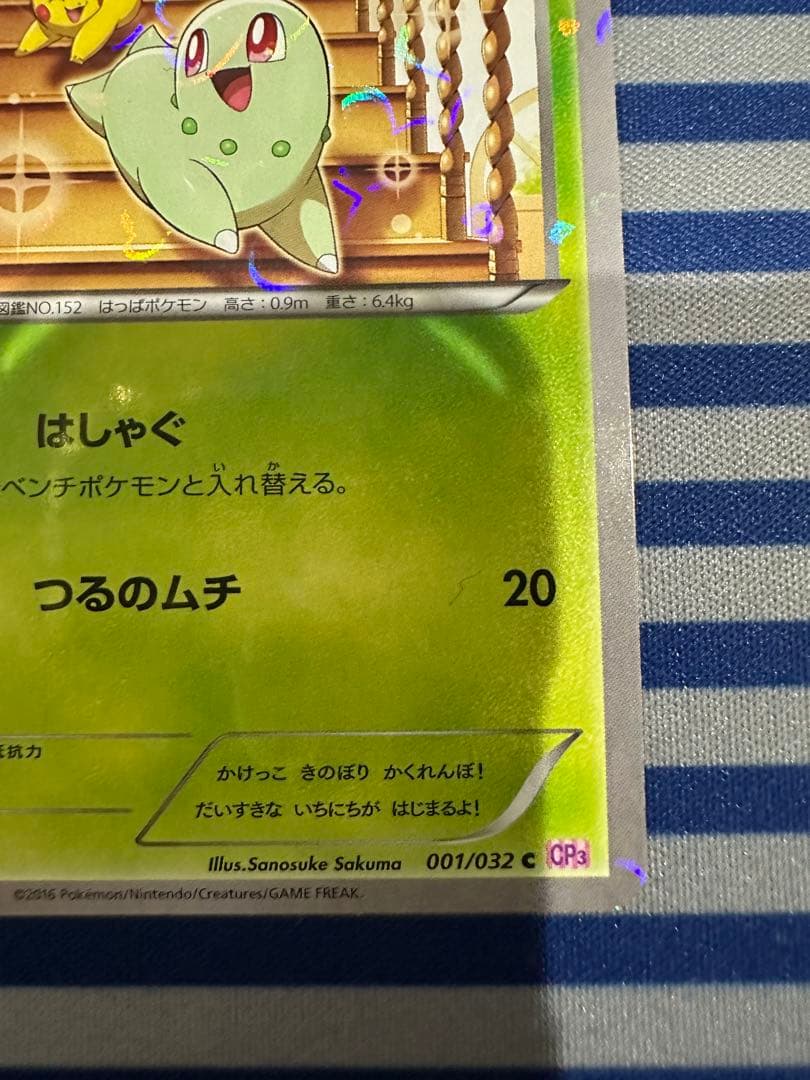 図鑑NO.152 はっぱポケモン 高さ:0.9m 重さ:6.4kg
はしゃぐ
ベンチポケモンと入れ替える。
つるのムチ 20
抵抗力
かけっこ きのぼり かくれんぼ!
だいすきな いちにちが はじまるよ!
Illus.Sanosuke Sakuma 001/032 C CP3
©2016 Pokémon/Nintendo/Creatures/GAME FREAK.